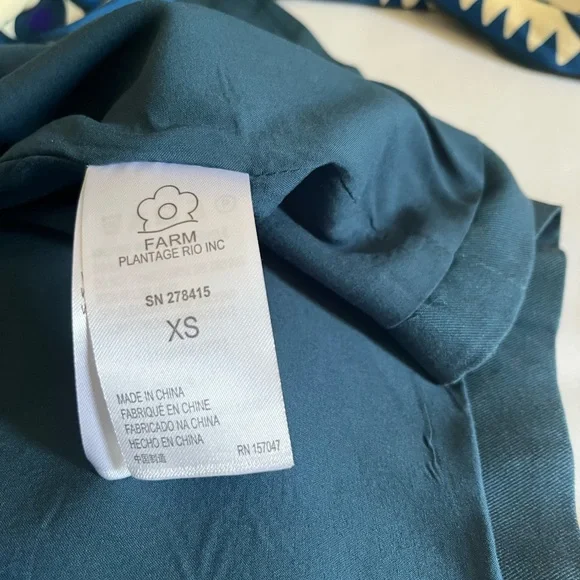 FARM
PLANTAGE RIO INC
SN 278415
XS
MADE IN CHINA
FABRIQUÉ EN CHINE
FABRICADO NA CHINA
HECHO EN CHINA
中国制造
RN 157047